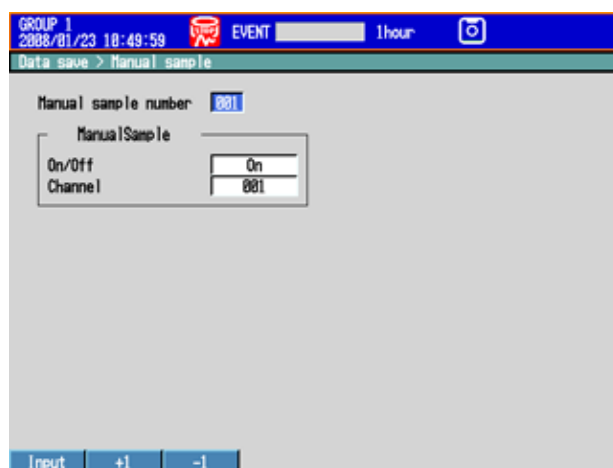 GROUP 1
2008/01/23 10:49:59 EVENT 1hour
Data save > Manual sample
Manual sample number 001
ManualSample
On/Off On
Channel 001
Input +1 -1